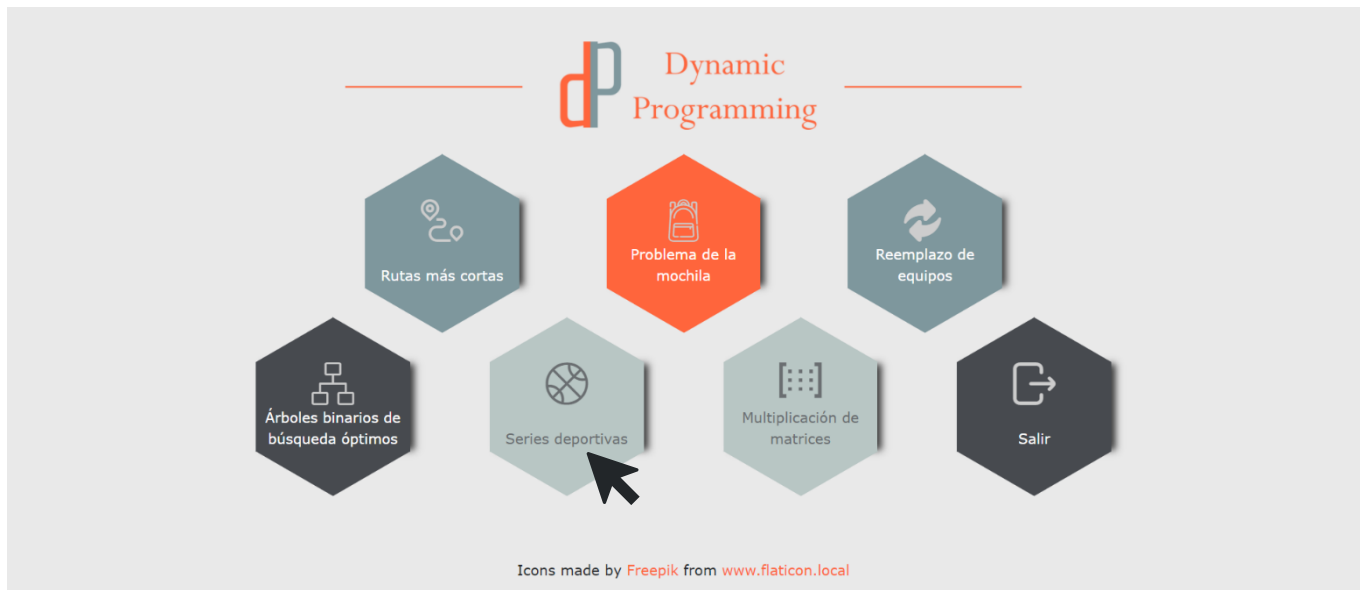 dp
Dynamic
Programming
Rutas más cortas
Problema de la
mochila
Reemplazo de
equipos
Árboles binarios de
búsqueda óptimos
Series deportivas
Multiplicación de
matrices
Salir
Icons made by Freepik from www.flaticon.local